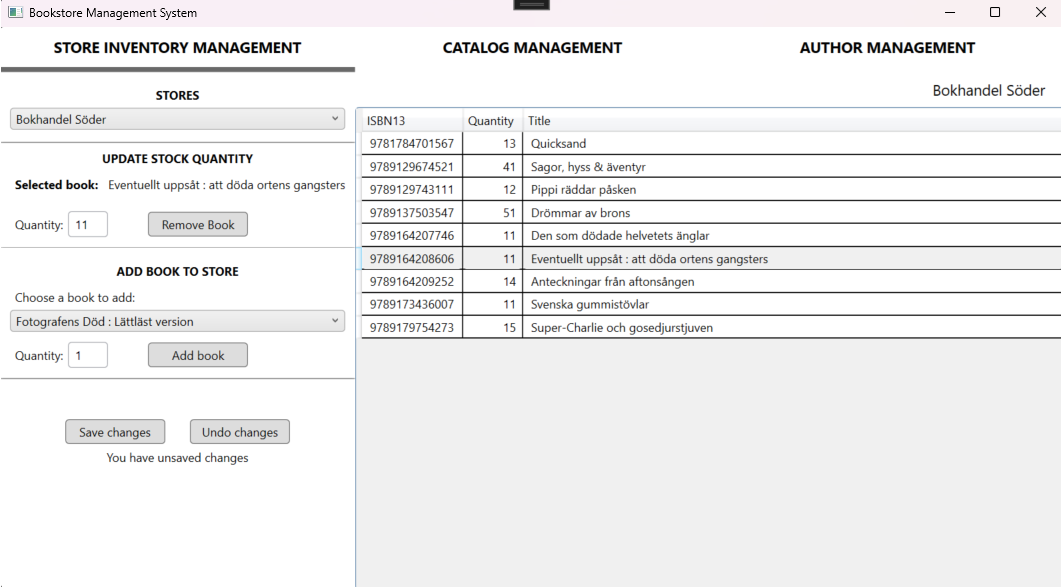 Bookstore Management System
STORE INVENTORY MANAGEMENT CATALOG MANAGEMENT AUTHOR MANAGEMENT
STORES
Bokhandel Söder
UPDATE STOCK QUANTITY
Selected book: Eventuellt uppsåt : att döda ortens gangsters
Quantity: 11 Remove Book
ADD BOOK TO STORE
Choose a book to add:
Fotografens Död : Lättläst version
Quantity: 1 Add book
Save changes Undo changes
You have unsaved changes
Bokhandel Söder
ISBN13 Quantity Title
9781784701567 13 Quicksand
9789129674521 41 Sagor, hyss & äventyr
9789129743111 12 Pippi räddar påsken
9789137503547 51 Drömmar av brons
9789164207746 11 Den som dödade helvetets änglar
9789164208606 11 Eventuellt uppsåt : att döda ortens gangsters
9789164209252 14 Anteckningar från aftonsången
9789173436007 11 Svenska gummistövlar
9789179754273 15 Super-Charlie och gosedjurstjuven